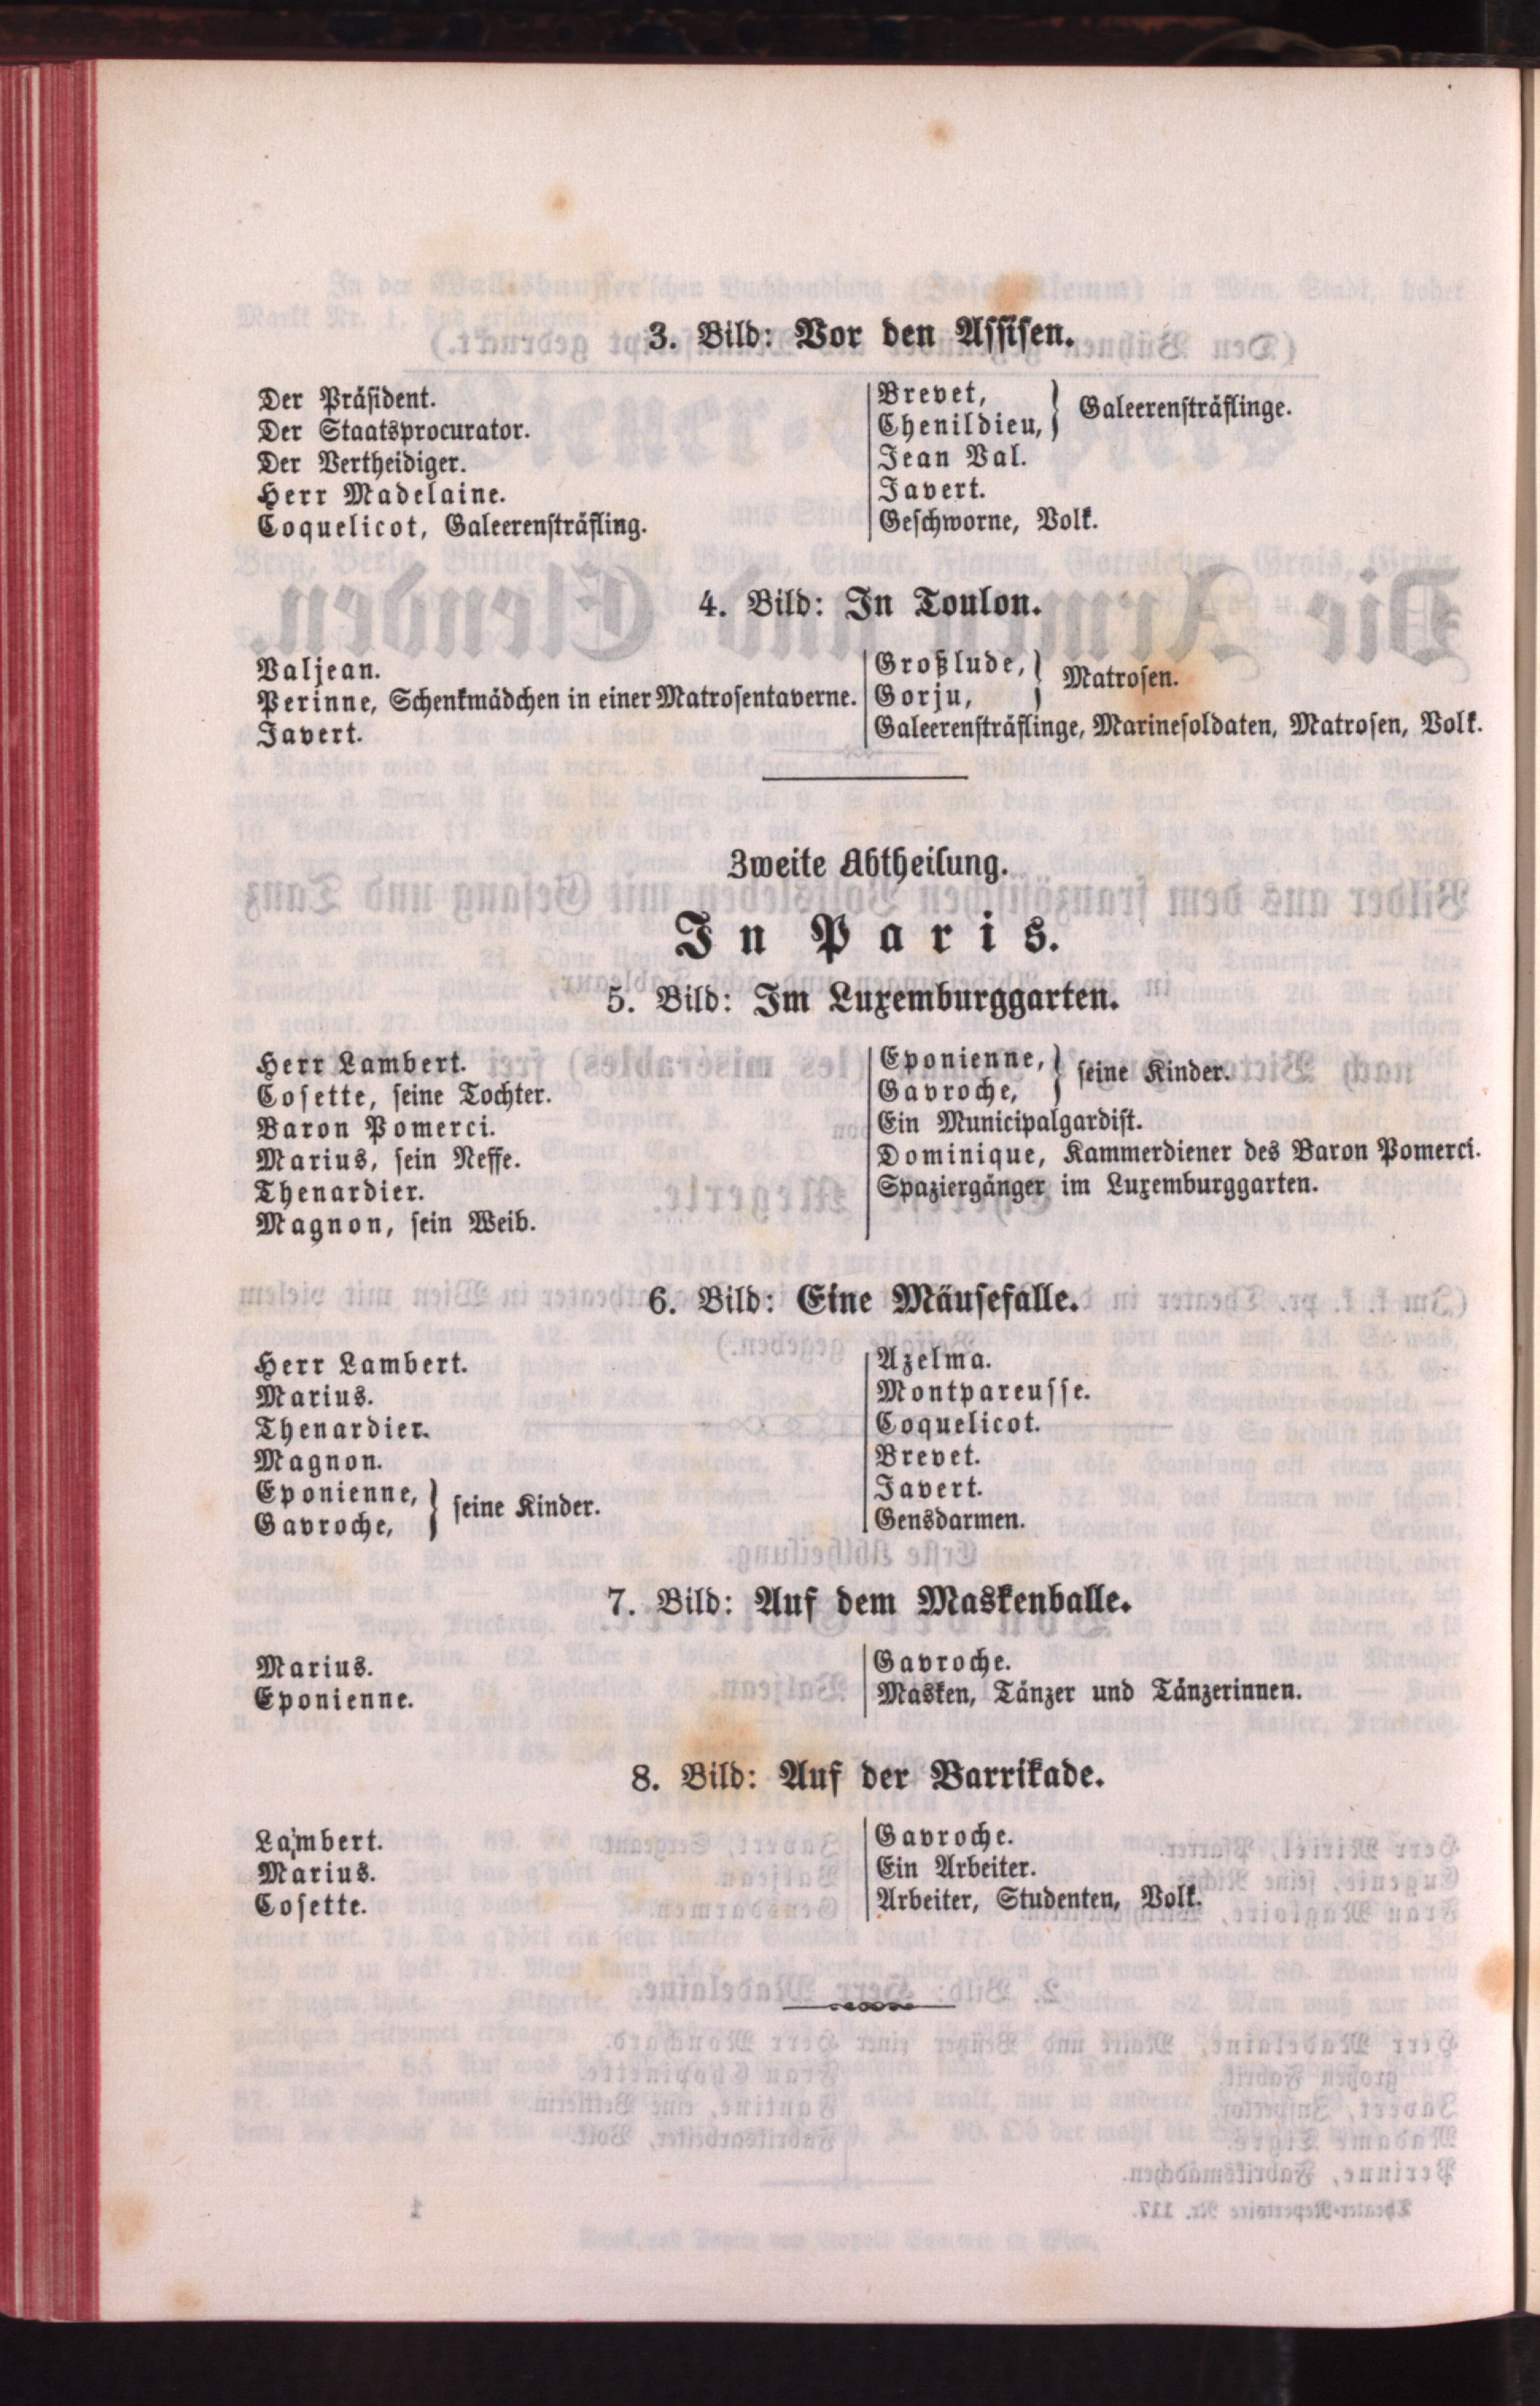 3. Bild: Vor den Assisen.
Der Präsident.
Der Staatsprocurator.
Der Vertheidiger.
Herr Madelaine.
Coquelicot, Galeerensträfling.
Brevet,
Chenildieu,
Galeerensträflinge.
Jean Val.
Javert.
Geschworne, Volk.
4. Bild: In Toulon.
Valjean.
Perinne, Schenkmädchen in einer Matrosentaverne.
Javert.
Großlude,
Gorju,
Matrosen.
Galeerensträflinge, Marinesoldaten, Matrosen, Volk.
Zweite Abtheilung.
In Paris.
5. Bild: Im Luxemburggarten.
Herr Lambert.
Cosette, seine Tochter.
Baron Pomerci.
Marius, sein Neffe.
Thenardier.
Magnon, sein Weib.
Eponienne,
Gavroche,
seine Kinder.
Ein Municipalgardist.
Dominique, Kammerdiener des Baron Pomerci.
Spaziergänger im Luxemburggarten.
6. Bild: Eine Mäusefalle.
Herr Lambert.
Marius.
Thenardier.
Magnon.
Eponienne,
Gavroche,
seine Kinder.
Azelma.
Montpareusse.
Coquelicot.
Brevet.
Javert.
Gensdarmen.
7. Bild: Auf dem Maskenballe.
Marius.
Eponienne.
Gavroche.
Masken, Tänzer und Tänzerinnen.
8. Bild: Auf der Barrikade.
Lambert.
Marius.
Cosette.
Gavroche.
Ein Arbeiter.
Arbeiter, Studenten, Volk.